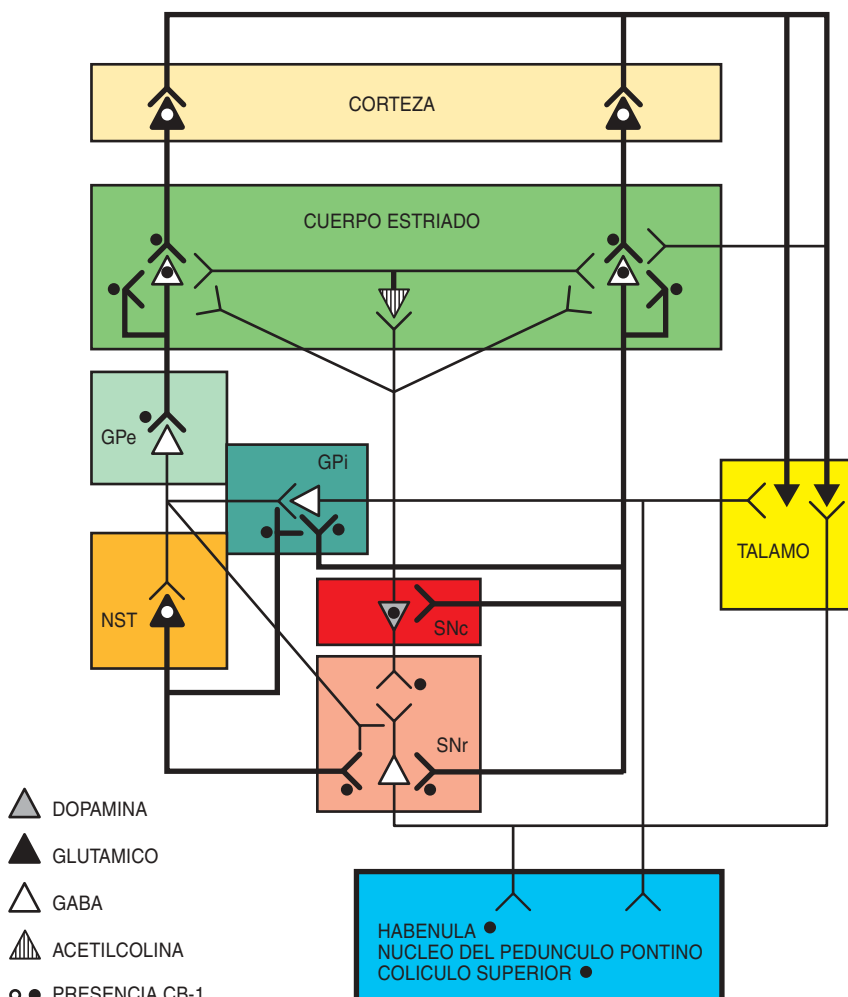 CORTEZA
CUERPO ESTRIADO
GPe
GPi
TALAMO
NST
SNc
SNr
DOPAMINA
GLUTAMICO
GABA
ACETILCOLINA
PRESENCIA CB-1
HABENULA
NUCLEO DEL PEDUNCULO PONTINO
COLICULO SUPERIOR